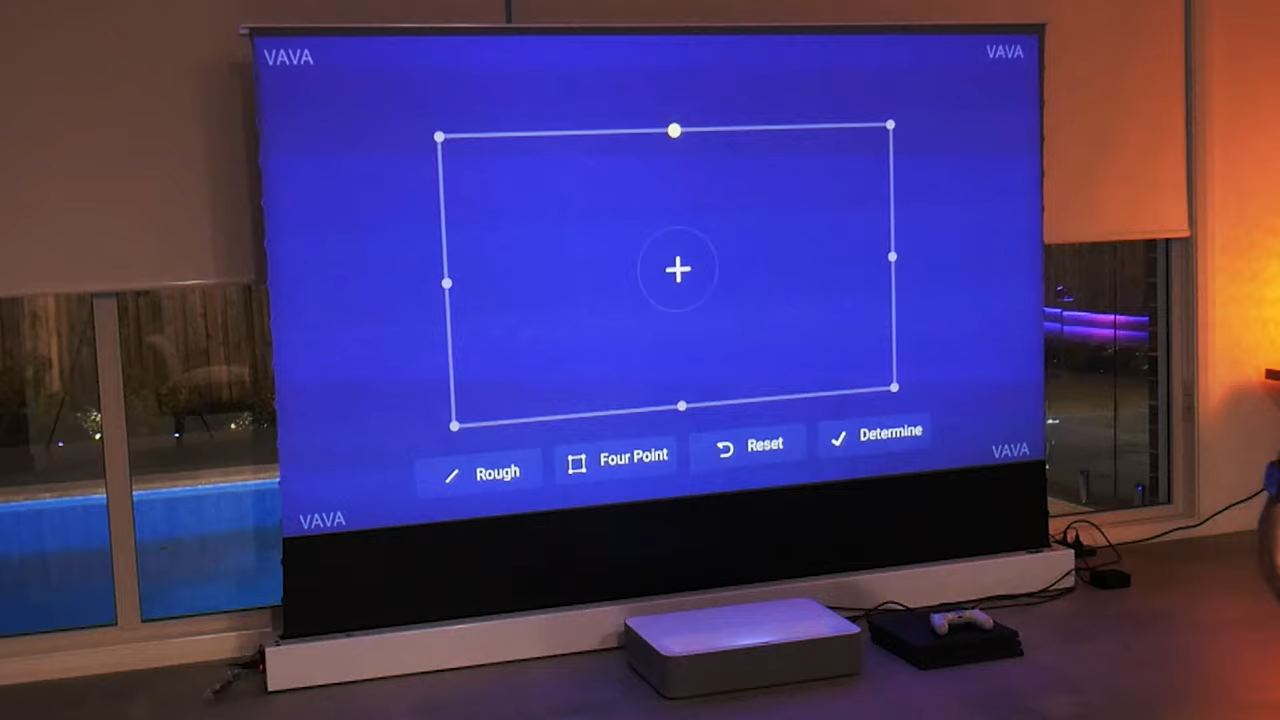 VAVA
VAVA
Rough
Four Point
Reset
Determine
VAVA
VAVA